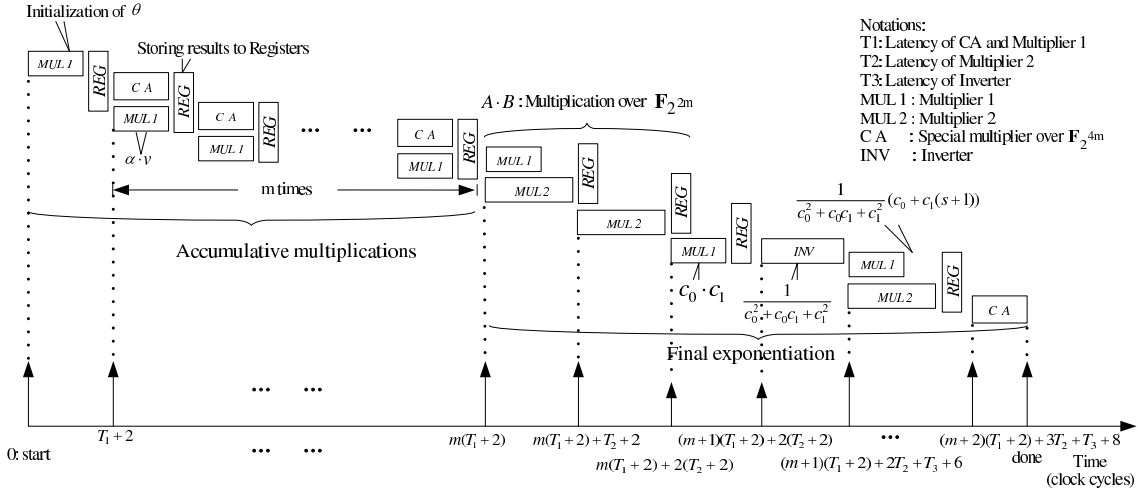 Initialization of θ
Storing results to Registers
MUL 1
REG
C A
MUL 1
REG
α · v
C A
MUL 1
REG
... ...
C A
MUL 1
REG
m times
Accumulative multiplications
A · B : Multiplication over F_{2^{2m}}
MUL 1
MUL 2
REG
MUL 2
REG
MUL 1
REG
c_0 · c_1
INV
\frac{1}{c_0^2 + c_0c_1 + c_1^2}
\frac{1}{c_0^2 + c_0c_1 + c_1^2}(c_0 + c_1(s+1))
MUL 1
MUL 2
REG
C A
Final exponentiation
Notations:
T1: Latency of CA and Multiplier 1
T2: Latency of Multiplier 2
T3: Latency of Inverter
MUL 1 : Multiplier 1
MUL 2 : Multiplier 2
C A : Special multiplier over F_{2^{4m}}
INV : Inverter
... ...
... ...
0: start
T_1 + 2
m(T_1 + 2)
m(T_1 + 2) + T_2 + 2
m(T_1 + 2) + 2(T_2 + 2)
(m+1)(T_1 + 2) + 2(T_2 + 2)
...
(m+1)(T_1 + 2) + 2T_2 + T_3 + 6
(m+2)(T_1 + 2) + 3T_2 + T_3 + 8
done
Time
(clock cycles)